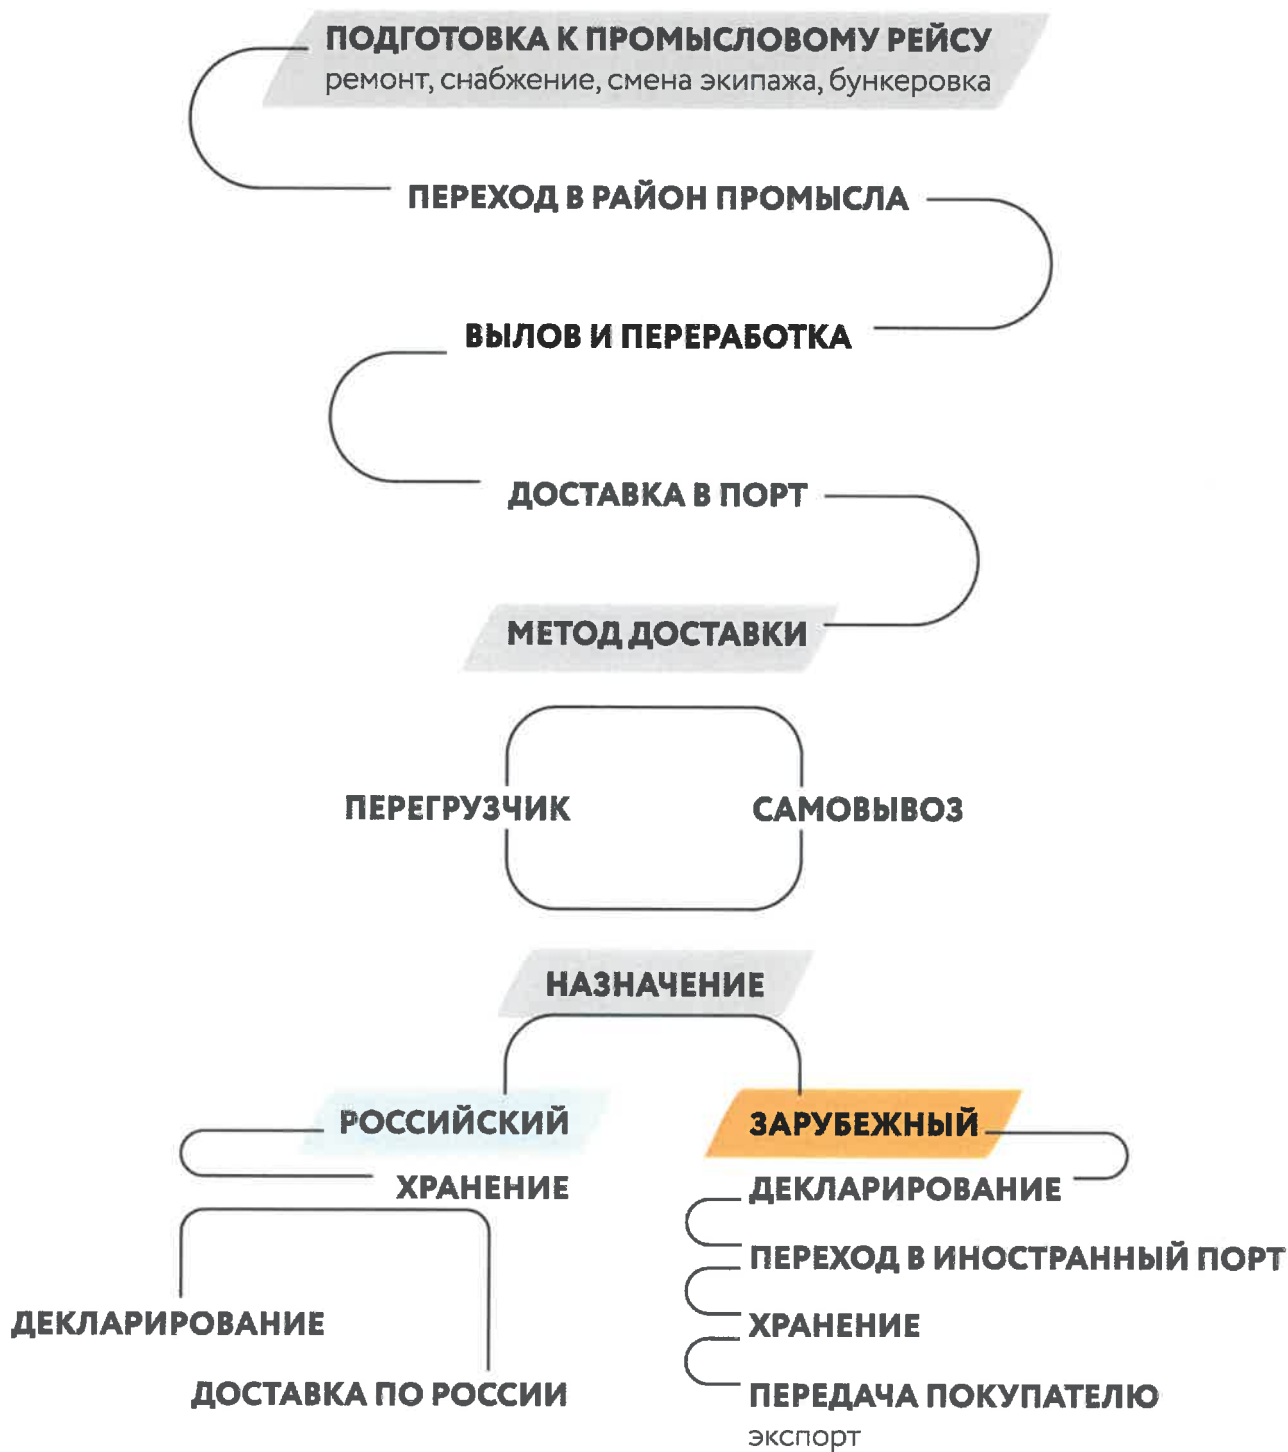 ПОДГОТОВКА К ПРОМЫСЛОВОМУ РЕЙСУ
ремонт, снабжение, смена экипажа, бункеровка
ПЕРЕХОД В РАЙОН ПРОМЫСЛА
ВЫЛОВ И ПЕРЕРАБОТКА
ДОСТАВКА В ПОРТ
МЕТОД ДОСТАВКИ
ПЕРЕГРУЗЧИК
САМОВЫВОЗ
НАЗНАЧЕНИЕ
РОССИЙСКИЙ
ХРАНЕНИЕ
ДЕКЛАРИРОВАНИЕ
ДОСТАВКА ПО РОССИИ
ЗАРУБЕЖНЫЙ
ДЕКЛАРИРОВАНИЕ
ПЕРЕХОД В ИНОСТРАННЫЙ ПОРТ
ХРАНЕНИЕ
ПЕРЕДАЧА ПОКУПАТЕЛЮ
экспорт